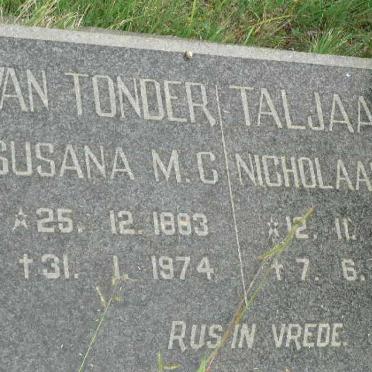 VAN TONDER TALJAA
SUSANA M.C NICHOLAA
☆25. 12. 1883 ☆12. 11.
†31. 1. 1974 †7. 6.
RUS IN VREDE.